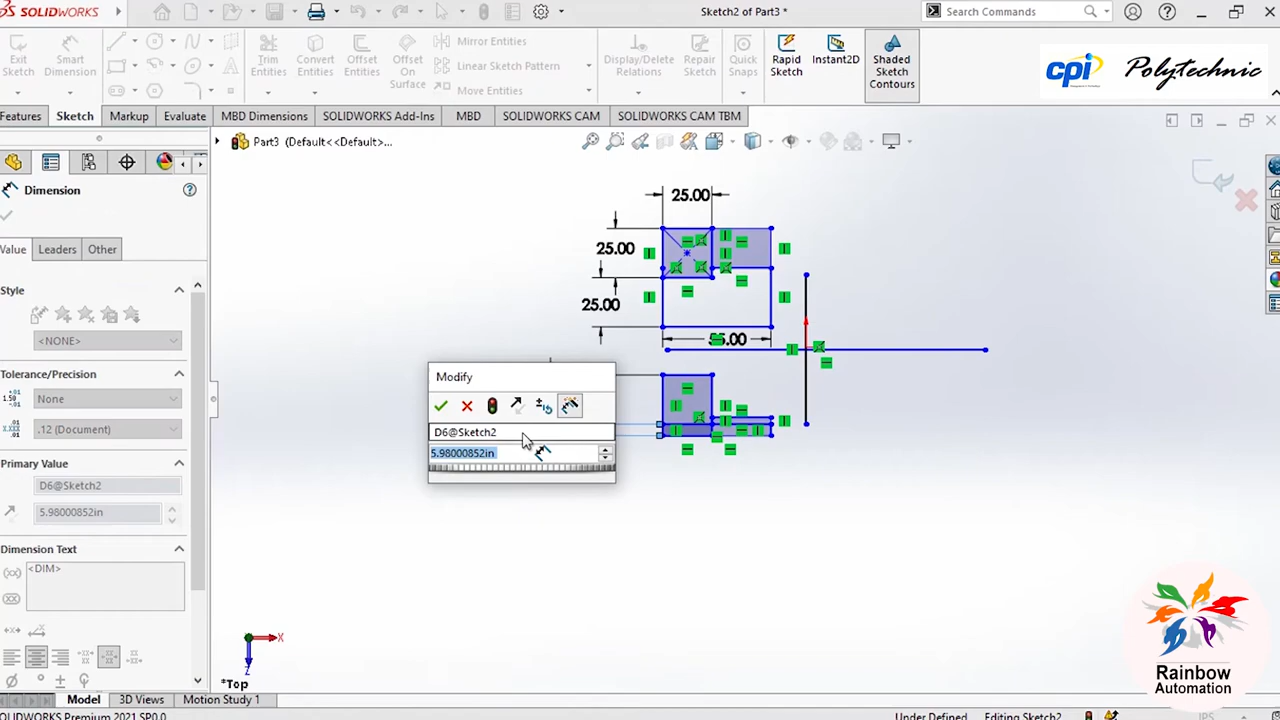 SOLIDWORKS
Sketch2 of Part3 *
Search Commands
Exit Sketch
Smart Dimension
Trim Entities
Convert Entities
Offset Entities
Offset On Surface
Mirror Entities
Linear Sketch Pattern
Move Entities
Display/Delete Relations
Repair Sketch
Quick Snaps
Rapid Sketch
Instant2D
Shaded Sketch Contours
cpi
Polytechnic
Features Sketch Markup Evaluate MBD Dimensions SOLIDWORKS Add-Ins MBD SOLIDWORKS CAM SOLIDWORKS CAM TBM
Part3 (Default<<Default>...
Dimension
Value Leaders Other
Style
<NONE>
Tolerance/Precision
1.50 +.01 -.01
None
.12 (Document)
Primary Value
D6@Sketch2
5.98000852in
Dimension Text
<DIM>
25.00
25.00
25.00
Modify
D6@Sketch2
5.98000852in
X
Z
*Top
Model 3D Views Motion Study 1
SOLIDWORKS Premium 2021 SP0.0
Under Defined
Editing Sketch2
IPS
Rainbow
Automation